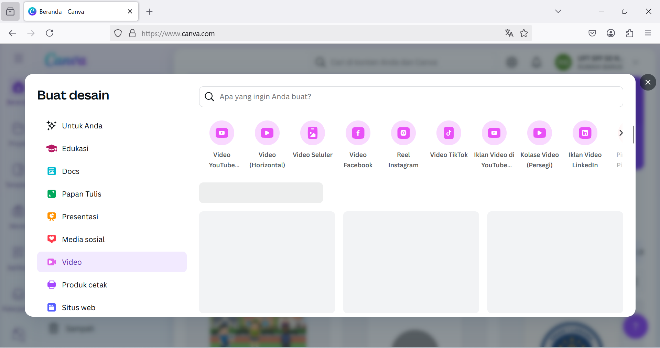 Beranda - Canva
https://www.canva.com
Canva
Buat desain
Apa yang ingin Anda buat?
Untuk Anda
Edukasi
Docs
Papan Tulis
Presentasi
Media sosial
Video
Produk cetak
Situs web
Video YouTube...
Video (Horizontal)
Video Seluler
Video Facebook
Reel Instagram
Video TikTok
Iklan Video di YouTube...
Kolase Video (Persegi)
Iklan Video LinkedIn